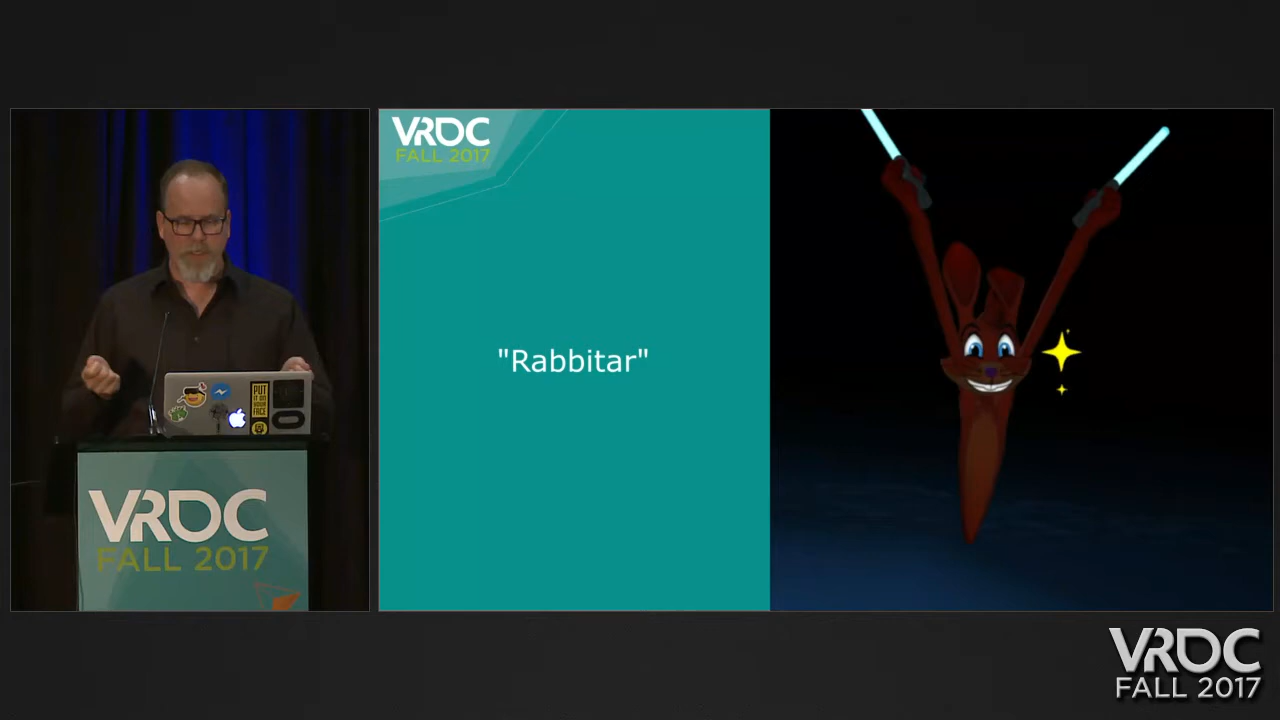 VRDC
FALL 2017
"Rabbitar"
PUT
IT ON
YOUR
FACE
VRDC
FALL 2017
VRDC
FALL 2017